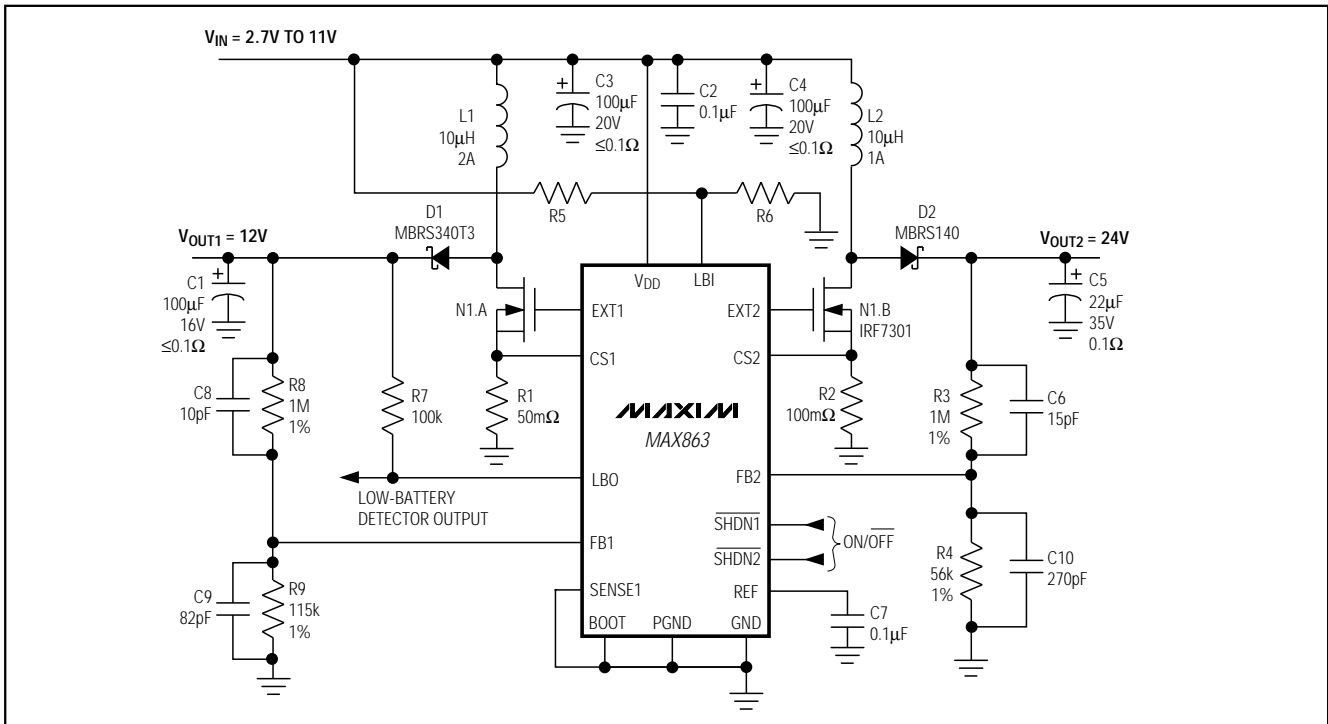 VIN = 2.7V TO 11V
C3
100µF
20V
≤0.1Ω
C2
0.1µF
C4
100µF
20V
≤0.1Ω
L1
10µH
2A
L2
10µH
1A
R5
R6
D1
MBRS340T3
D2
MBRS140
VOUT1 = 12V
VOUT2 = 24V
C1
100µF
16V
≤0.1Ω
C5
22µF
35V
0.1Ω
N1.A
N1.B
IRF7301
VDD
LBI
EXT1
EXT2
CS1
CS2
R1
50mΩ
R2
100mΩ
MAXIM
MAX863
C8
10pF
R8
1M
1%
R7
100k
R3
1M
1%
C6
15pF
LBO
FB2
LOW-BATTERY
DETECTOR OUTPUT
SHDN1
SHDN2
ON/OFF
FB1
R4
56k
1%
C10
270pF
C9
82pF
R9
115k
1%
SENSE1
REF
C7
0.1µF
BOOT
PGND
GND